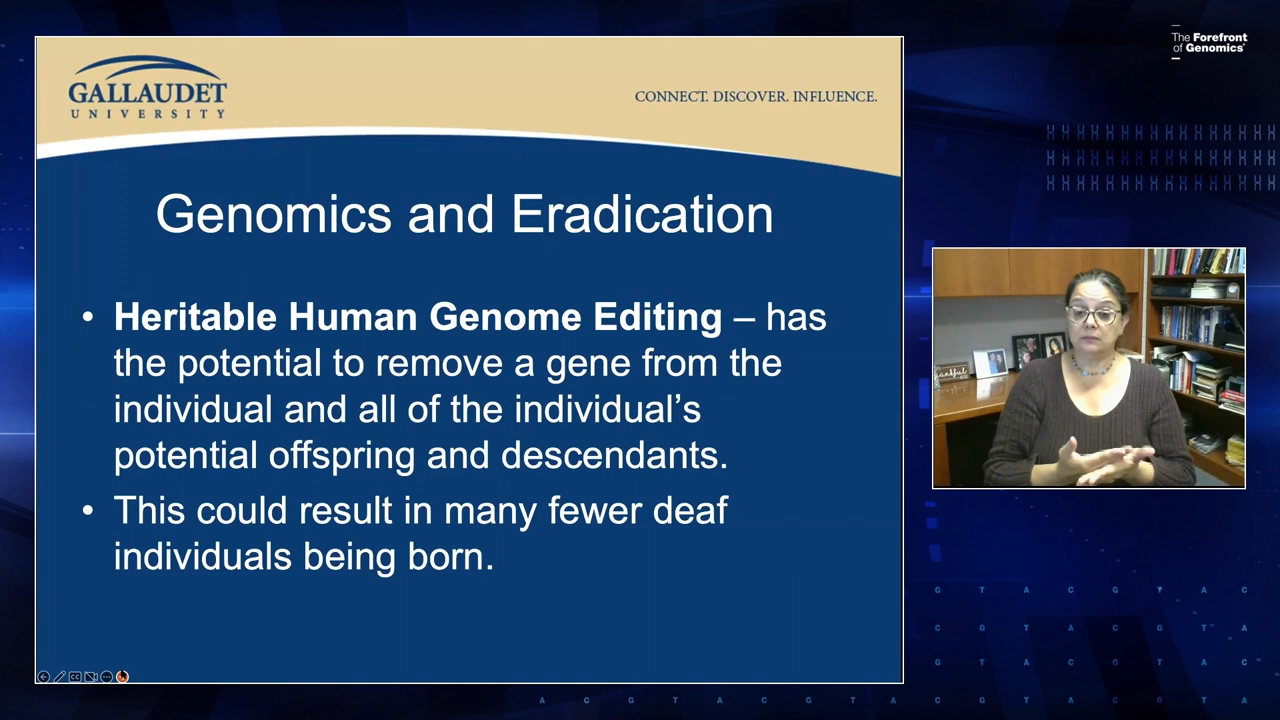 The Forefront
of Genomics®
GALLAUDET
UNIVERSITY
CONNECT. DISCOVER. INFLUENCE.
Genomics and Eradication
• Heritable Human Genome Editing – has
the potential to remove a gene from the
individual and all of the individual’s
potential offspring and descendants.
• This could result in many fewer deaf
individuals being born.
G T A C G T A C
C G T A C G T A
G T A C G T A C
A C G T A C G T A C G T A C G T A